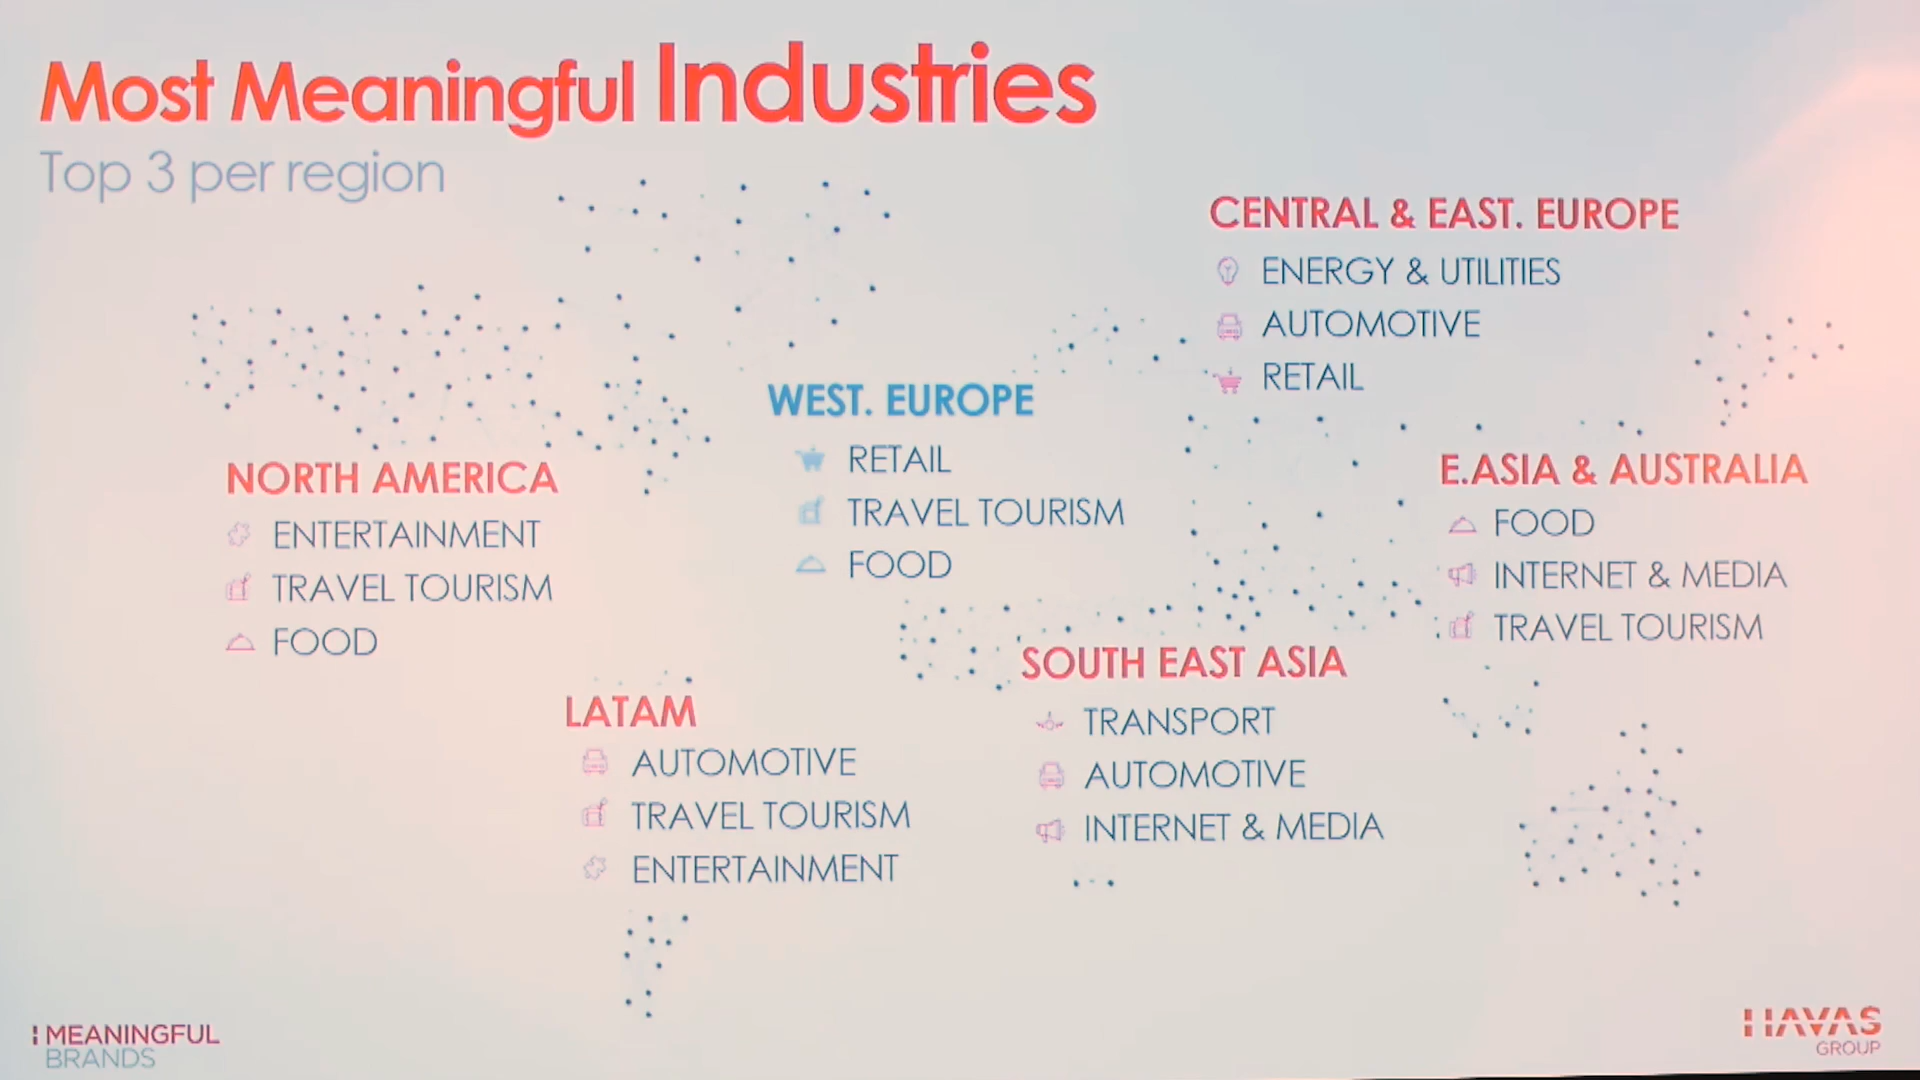 Most Meaningful Industries
Top 3 per region
CENTRAL & EAST. EUROPE
ENERGY & UTILITIES
AUTOMOTIVE
RETAIL
WEST. EUROPE
RETAIL
TRAVEL TOURISM
FOOD
NORTH AMERICA
ENTERTAINMENT
TRAVEL TOURISM
FOOD
E.ASIA & AUSTRALIA
FOOD
INTERNET & MEDIA
TRAVEL TOURISM
SOUTH EAST ASIA
TRANSPORT
AUTOMOTIVE
INTERNET & MEDIA
LATAM
AUTOMOTIVE
TRAVEL TOURISM
ENTERTAINMENT
MEANINGFUL
BRANDS
HAVAS
GROUP